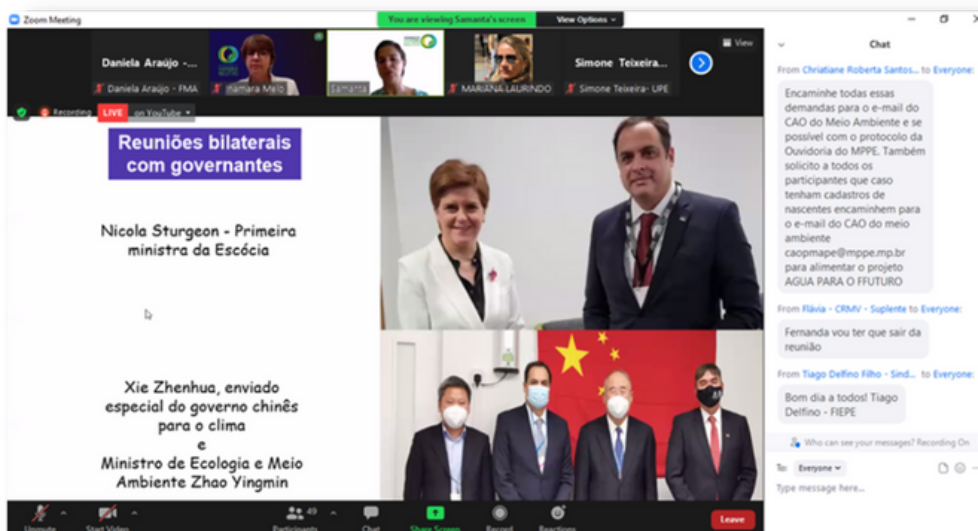 Zoom Meeting
You are viewing Samanta's screen
View Options
View
Daniela Araújo -...
Daniela Araújo - FMA
Inamara Melo
Samanta
MARIANA LAURINDO
Simone Teixeira...
Simone Teixeira- UPE
Recording
LIVE
on YouTube
Reuniões bilaterais
com governantes
Nicola Sturgeon - Primeira
ministra da Escócia
Xie Zhenhua, enviado
especial do governo chinês
para o clima
e
Ministro de Ecologia e Meio
Ambiente Zhao Yingmin
Unmute
Start Video
49
Participants
Chat
Share Screen
Record
Reactions
Leave
Chat
From Chriatiane Roberta Santos... to Everyone:
Encaminhe todas essas
demandas para o e-mail do
CAO do Meio Ambiente e se
possível com o protocolo da
Ouvidoria do MPPE. Também
solicito a todos os
participantes que caso
tenham cadastros de
nascentes encaminhem para
o e-mail do CAO do meio
ambiente
caopmape@mppe.mp.br
para alimentar o projeto
AGUA PARA O FFUTURO
From Flávia - CRMV - Suplente to Everyone:
Fernanda vou ter que sair da
reunião
From Tiago Delfino Filho - Sind... to Everyone:
Bom dia a todos! Tiago
Delfino - FIEPE
Who can see your messages? Recording On
To: Everyone
Type message here...